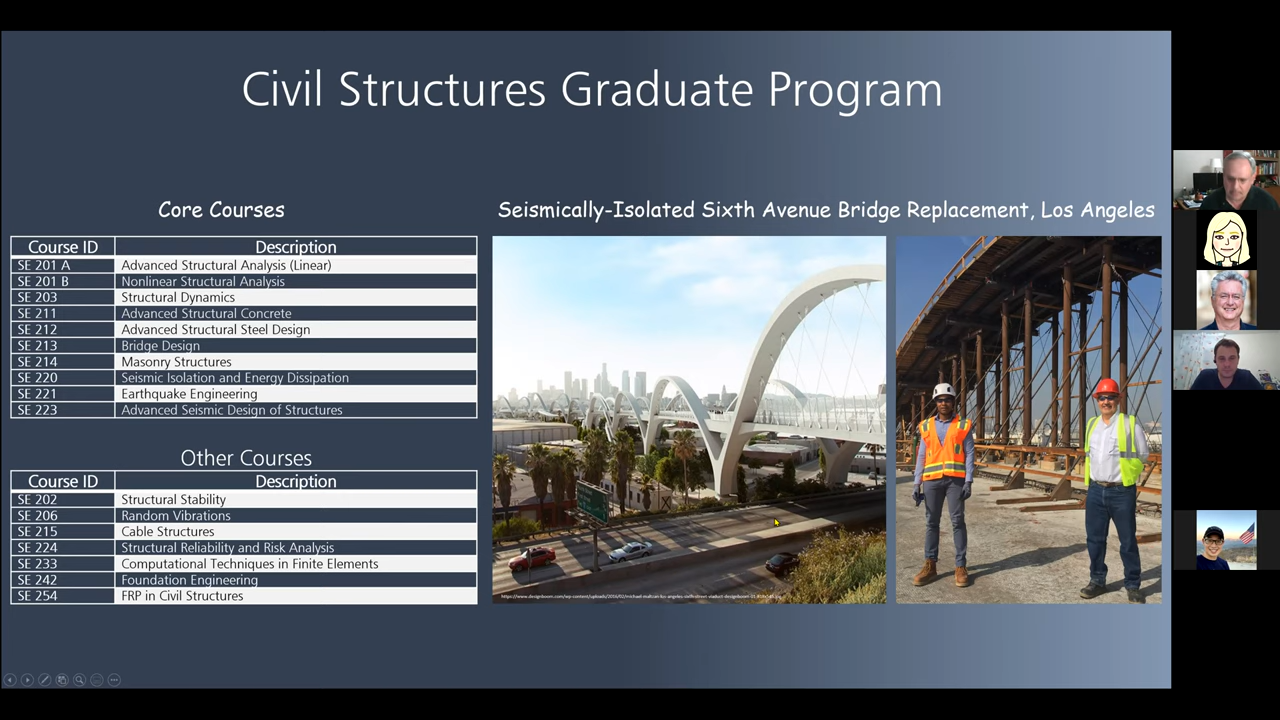 Civil Structures Graduate Program
Core Courses
Course ID Description
SE 201 A Advanced Structural Analysis (Linear)
SE 201 B Nonlinear Structural Analysis
SE 203 Structural Dynamics
SE 211 Advanced Structural Concrete
SE 212 Advanced Structural Steel Design
SE 213 Bridge Design
SE 214 Masonry Structures
SE 220 Seismic Isolation and Energy Dissipation
SE 221 Earthquake Engineering
SE 223 Advanced Seismic Design of Structures
Other Courses
Course ID Description
SE 202 Structural Stability
SE 206 Random Vibrations
SE 215 Cable Structures
SE 224 Structural Reliability and Risk Analysis
SE 233 Computational Techniques in Finite Elements
SE 242 Foundation Engineering
SE 254 FRP in Civil Structures
Seismically-Isolated Sixth Avenue Bridge Replacement, Los Angeles